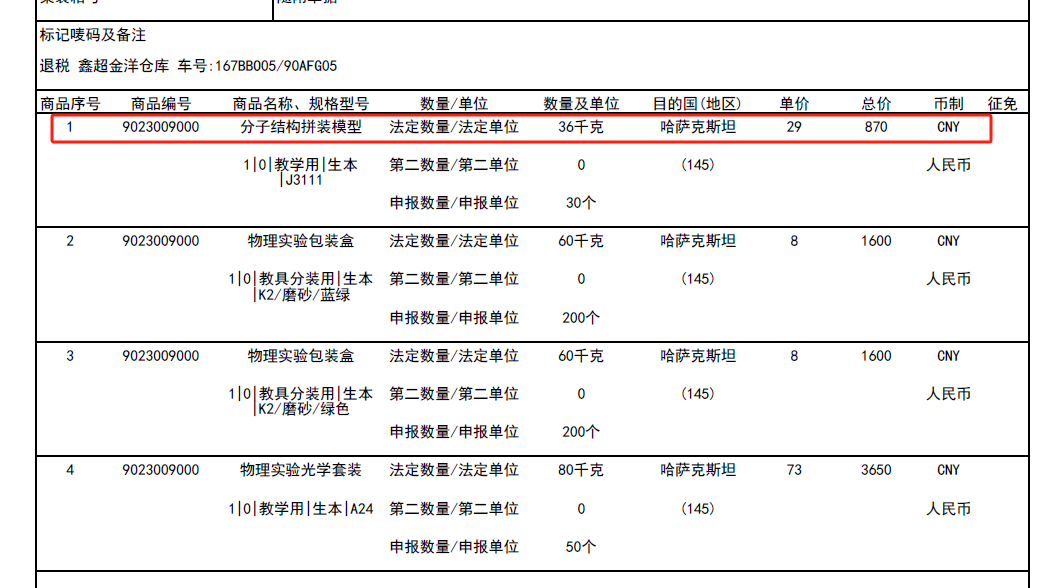 标记唛码及备注
退税 鑫超金洋仓库 车号:167BB005/90AFG05
商品序号 商品编号 商品名称、规格型号 数量/单位 数量及单位 目的国(地区) 单价 总价 币制 征免
1 9023009000 分子结构拼装模型 法定数量/法定单位 36千克 哈萨克斯坦 29 870 CNY
1|0|教学用|生本 第二数量/第二单位 0 (145) 人民币
|J3111
申报数量/申报单位 30个
2 9023009000 物理实验包装盒 法定数量/法定单位 60千克 哈萨克斯坦 8 1600 CNY
1|0|教具分装用|生本 第二数量/第二单位 0 (145) 人民币
|K2/磨砂/蓝绿
申报数量/申报单位 200个
3 9023009000 物理实验包装盒 法定数量/法定单位 60千克 哈萨克斯坦 8 1600 CNY
1|0|教具分装用|生本 第二数量/第二单位 0 (145) 人民币
|K2/磨砂/绿色
申报数量/申报单位 200个
4 9023009000 物理实验光学套装 法定数量/法定单位 80千克 哈萨克斯坦 73 3650 CNY
1|0|教学用|生本|A24 第二数量/第二单位 0 (145) 人民币
申报数量/申报单位 50个